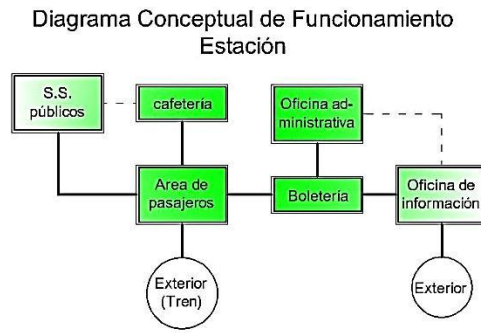 Diagrama Conceptual de Funcionamiento
Estación
S.S.
públicos
cafetería
Oficina ad-
ministrativa
Area de
pasajeros
Boletería
Oficina de
información
Exterior
(Tren)
Exterior